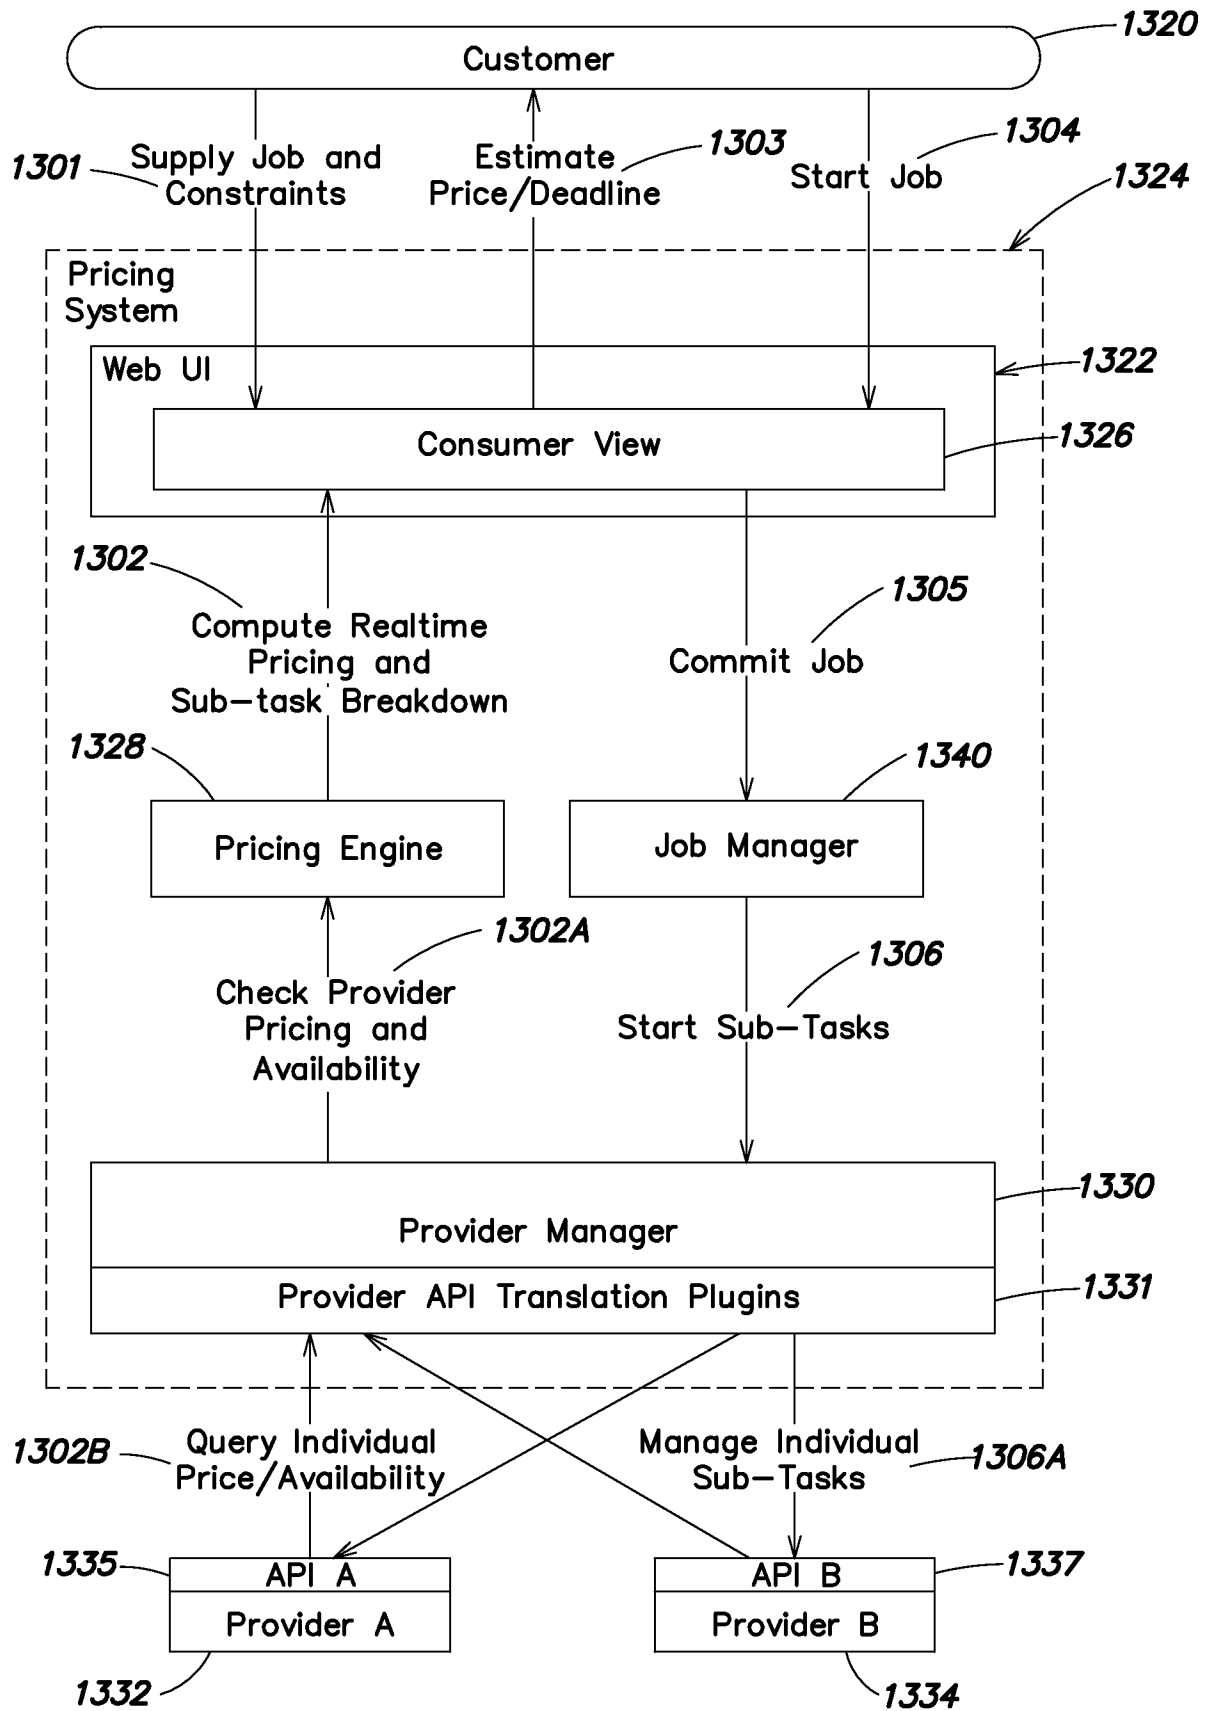 1320
Customer
1301
Supply Job and
Constraints
Estimate
Price/Deadline
1303
Start Job
1304
1324
Pricing
System
Web UI
1322
Consumer View
1326
1302
Compute Realtime
Pricing and
Sub-task Breakdown
1305
Commit Job
1328
Pricing Engine
1340
Job Manager
1302A
Check Provider
Pricing and
Availability
1306
Start Sub-Tasks
1330
Provider Manager
Provider API Translation Plugins
1331
1302B
Query Individual
Price/Availability
Manage Individual
Sub-Tasks
1306A
1335
API A
Provider A
1332
API B
1337
Provider B
1334